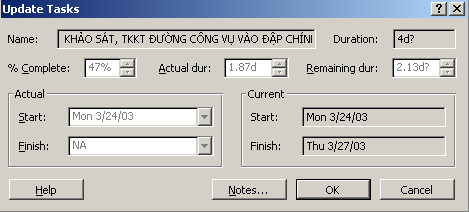 Update Tasks
Name: KHẢO SÁT, TKKT ĐƯỜNG CÔNG VỤ VÀO ĐẬP CHÍNI Duration: 4d?
% Complete: 47% Actual dur: 1.87d Remaining dur: 2.13d?
Actual Current
Start: Mon 3/24/03 Start: Mon 3/24/03
Finish: NA Finish: Thu 3/27/03
Help Notes... OK Cancel